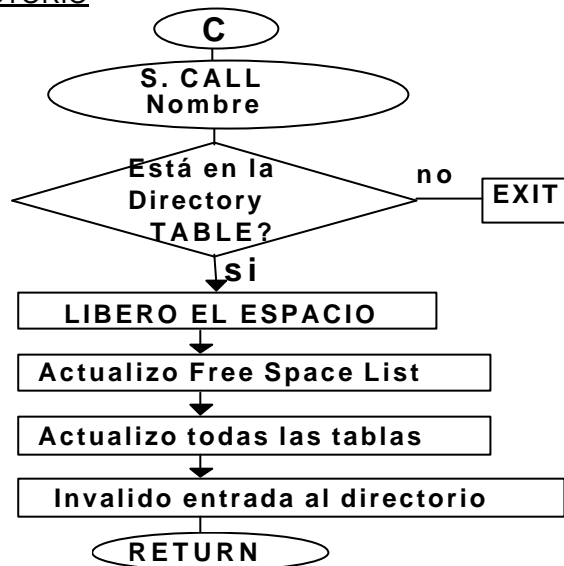 C
S. CALL
Nombre
Está en la
Directory
TABLE?
no
EXIT
si
LIBERO EL ESPACIO
Actualizo Free Space List
Actualizo todas las tablas
Invalido entrada al directorio
RETURN